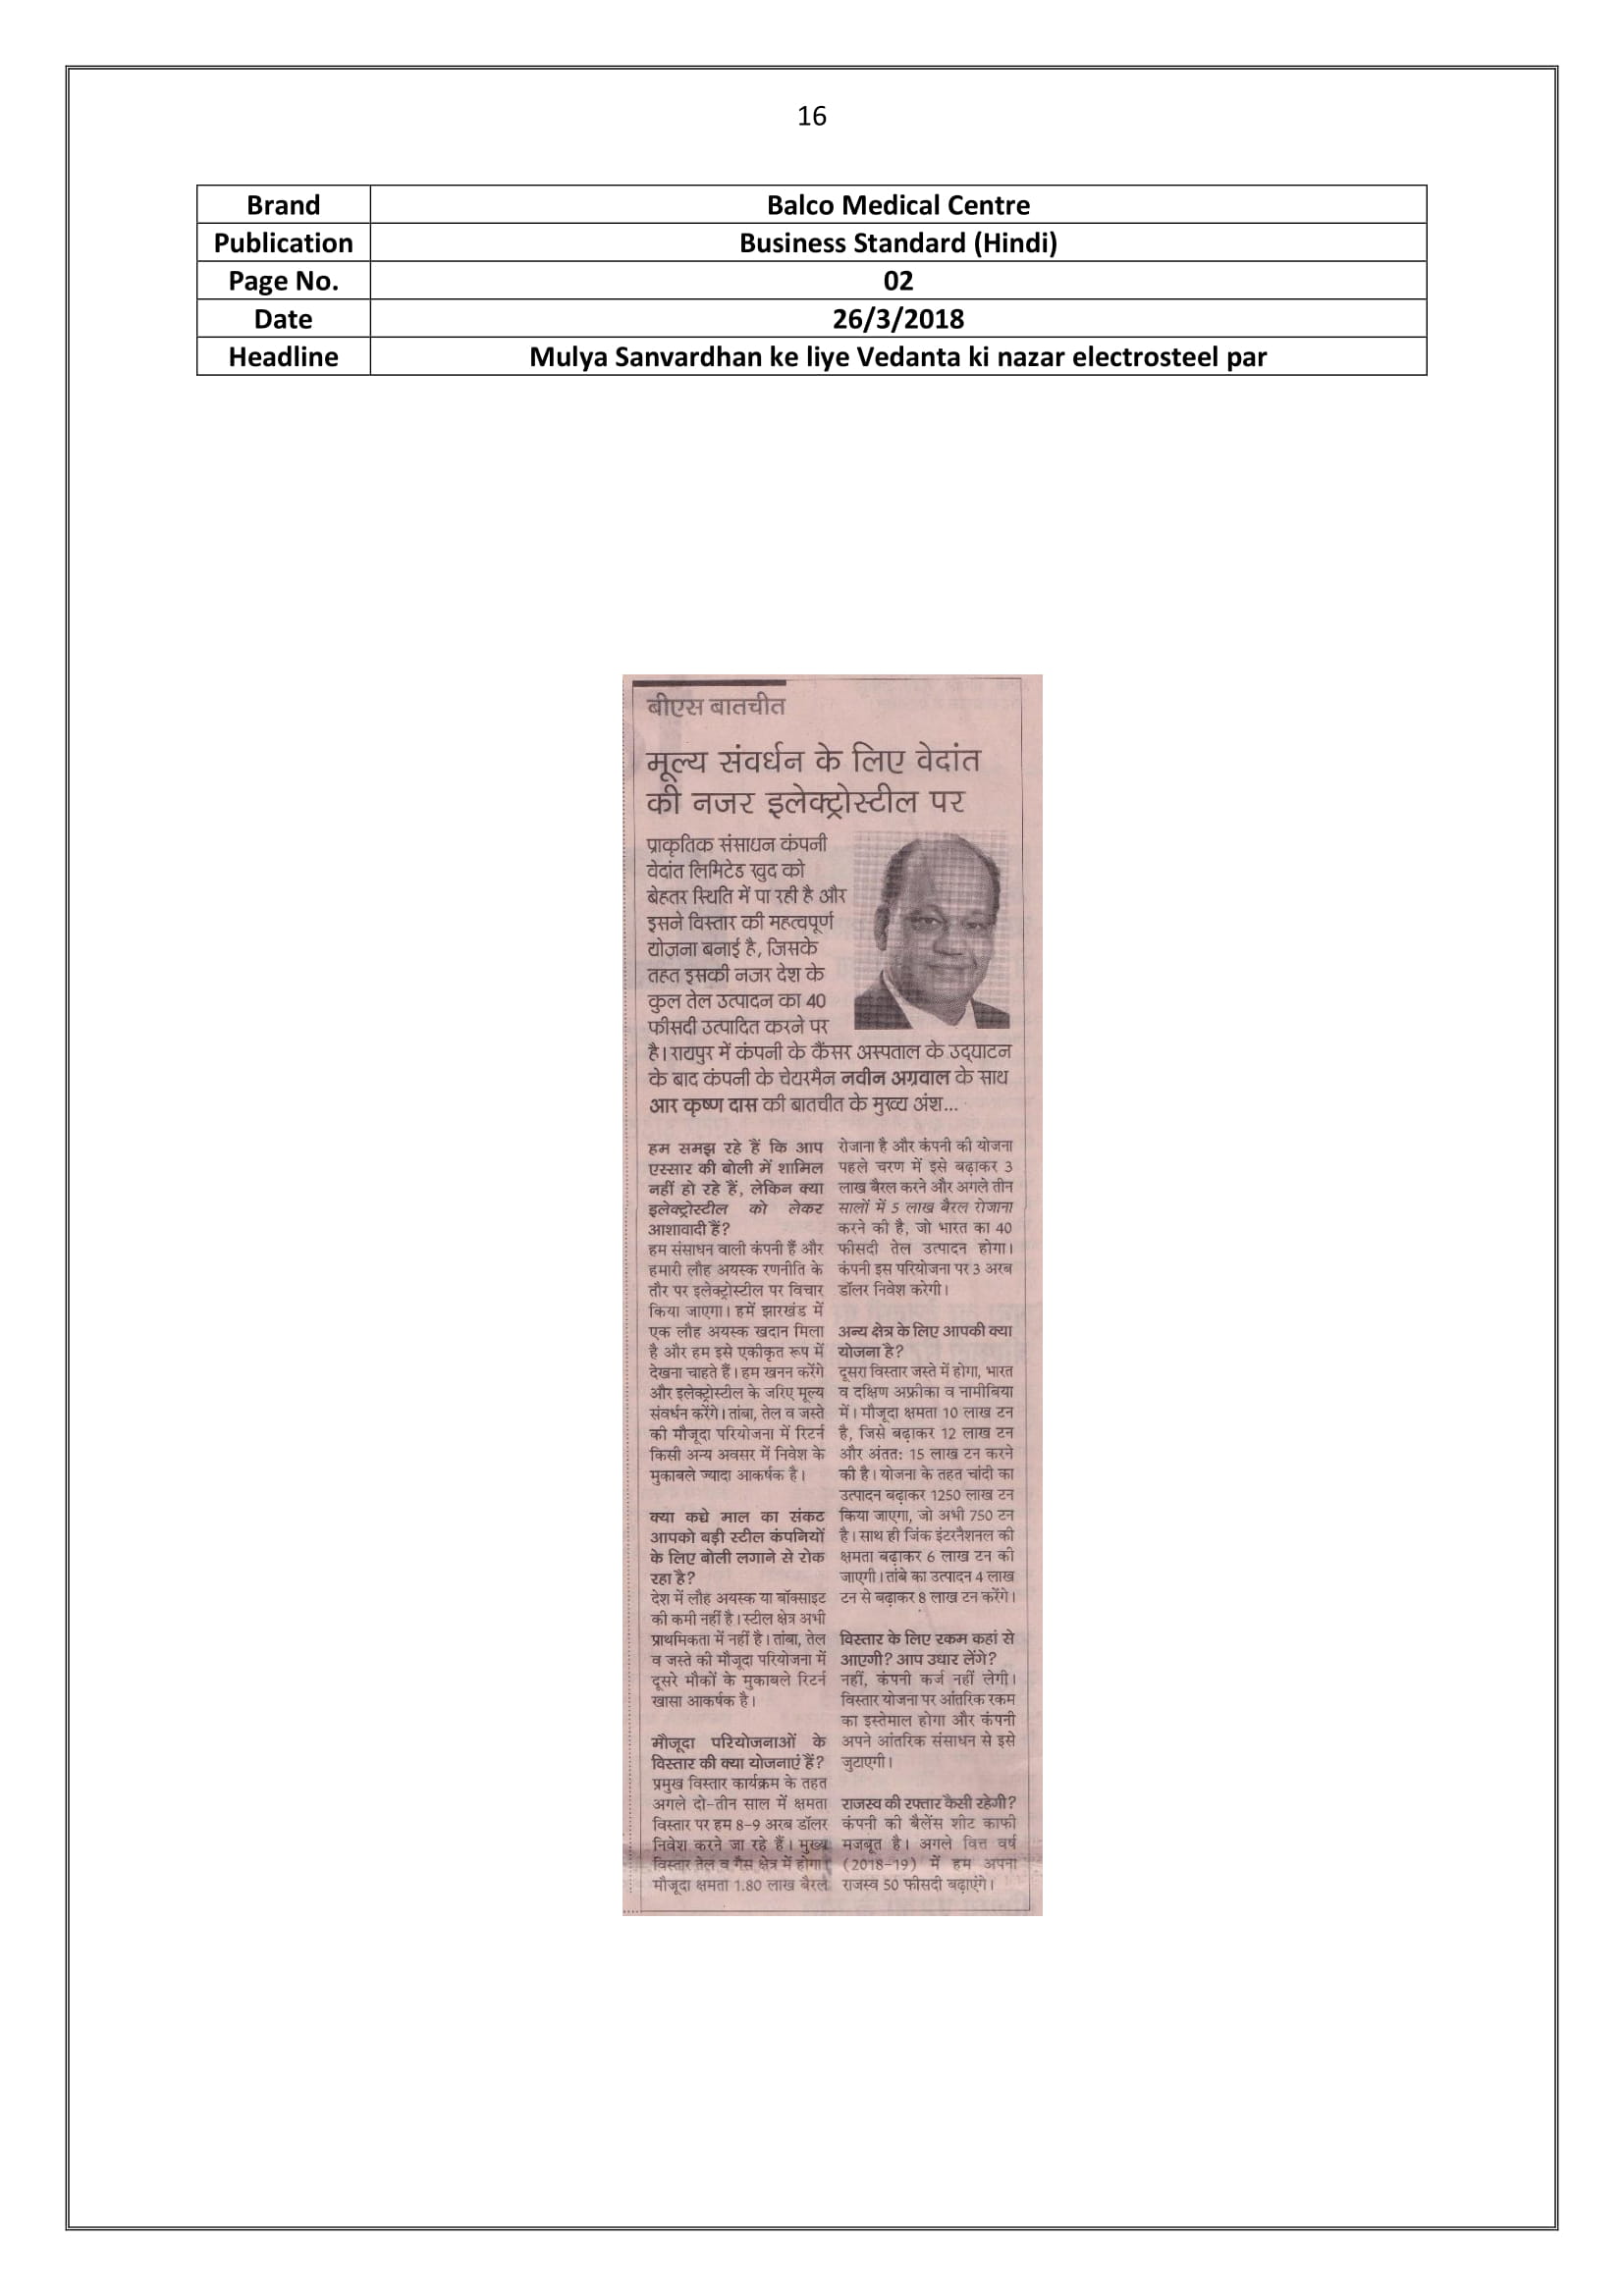 16
Brand Balco Medical Centre
Publication Business Standard (Hindi)
Page No. 02
Date 26/3/2018
Headline Mulya Sanvardhan ke liye Vedanta ki nazar electrosteel par
बीएस बातचीत
मूल्य संवर्धन के लिए वेदांत
की नजर इलेक्ट्रोस्टील पर
प्राकृतिक संसाधन कंपनी
वेदांत लिमिटेड खुद को
बेहतर स्थिति में पा रही है और
इसने विस्तार की महत्वपूर्ण
योजना बनाई है, जिसके
तहत इसकी नजर देश के
कुल तेल उत्पादन का 40
फीसदी उत्पादित करने पर
है। रायपुर में कंपनी के कैंसर अस्पताल के उद्घाटन
के बाद कंपनी के चेयरमैन नवीन अग्रवाल के साथ
आर कृष्ण दास की बातचीत के मुख्य अंश...
हम समझ रहे हैं कि आप
एस्सार की बोली में शामिल
नहीं हो रहे हैं, लेकिन क्या
इलेक्ट्रोस्टील को लेकर
आशावादी हैं?
हम संसाधन वाली कंपनी हैं और
हमारी लौह अयस्क रणनीति के
तौर पर इलेक्ट्रोस्टील पर विचार
किया जाएगा। हमें झारखंड में
एक लौह अयस्क खदान मिला
है और हम इसे एकीकृत रूप में
देखना चाहते हैं। हम खनन करेंगे
और इलेक्ट्रोस्टील के जरिए मूल्य
संवर्धन करेंगे। तांबा, तेल व जस्ते
की मौजूदा परियोजना में रिटर्न
किसी अन्य अवसर में निवेश के
मुकाबले ज्यादा आकर्षक है।
क्या कच्चे माल का संकट
आपको बड़ी स्टील कंपनियों
के लिए बोली लगाने से रोक
रहा है?
देश में लौह अयस्क या बॉक्साइट
की कमी नहीं है। स्टील क्षेत्र अभी
प्राथमिकता में नहीं है। तांबा, तेल
व जस्ते की मौजूदा परियोजना में
दूसरे मौकों के मुकाबले रिटर्न
खासा आकर्षक है।
मौजूदा परियोजनाओं के
विस्तार की क्या योजनाएं हैं?
प्रमुख विस्तार कार्यक्रम के तहत
अगले दो-तीन साल में क्षमता
विस्तार पर हम 8-9 अरब डॉलर
निवेश करने जा रहे हैं। मुख्य
विस्तार तेल व गैस क्षेत्र में होगा।
मौजूदा क्षमता 1.80 लाख बैरल
रोजाना है और कंपनी की योजना
पहले चरण में इसे बढ़ाकर 3
लाख बैरल करने और अगले तीन
सालों में 5 लाख बैरल रोजाना
करने की है, जो भारत का 40
फीसदी तेल उत्पादन होगा।
कंपनी इस परियोजना पर 3 अरब
डॉलर निवेश करेगी।
अन्य क्षेत्र के लिए आपकी क्या
योजना है?
दूसरा विस्तार जस्ते में होगा, भारत
व दक्षिण अफ्रीका व नामीबिया
में। मौजूदा क्षमता 10 लाख टन
है, जिसे बढ़ाकर 12 लाख टन
और अंतत: 15 लाख टन करने
की है। योजना के तहत चांदी का
उत्पादन बढ़ाकर 1250 लाख टन
किया जाएगा, जो अभी 750 टन
है। साथ ही जिंक इंटरनैशनल की
क्षमता बढ़ाकर 6 लाख टन की
जाएगी। तांबे का उत्पादन 4 लाख
टन से बढ़ाकर 8 लाख टन करेंगे।
विस्तार के लिए रकम कहां से
आएगी? आप उधार लेंगे?
नहीं, कंपनी कर्ज नहीं लेगी।
विस्तार योजना पर आंतरिक रकम
का इस्तेमाल होगा और कंपनी
अपने आंतरिक संसाधन से इसे
जुटाएगी।
राजस्व की रफ्तार कैसी रहेगी?
कंपनी की बैलेंस शीट काफी
मजबूत है। अगले वित्त वर्ष
(2018-19) में हम अपना
राजस्व 50 फीसदी बढ़ाएंगे।